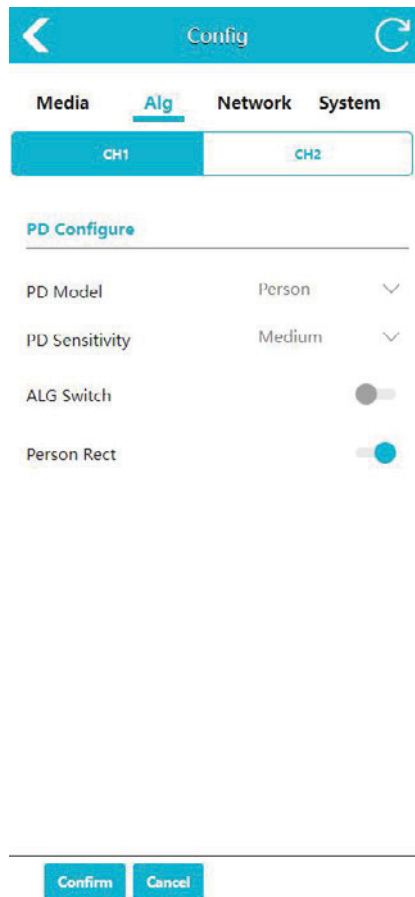 Config
Media Alg Network System
CH1 CH2
PD Configure
PD Model Person
PD Sensitivity Medium
ALG Switch
Person Rect
Confirm Cancel